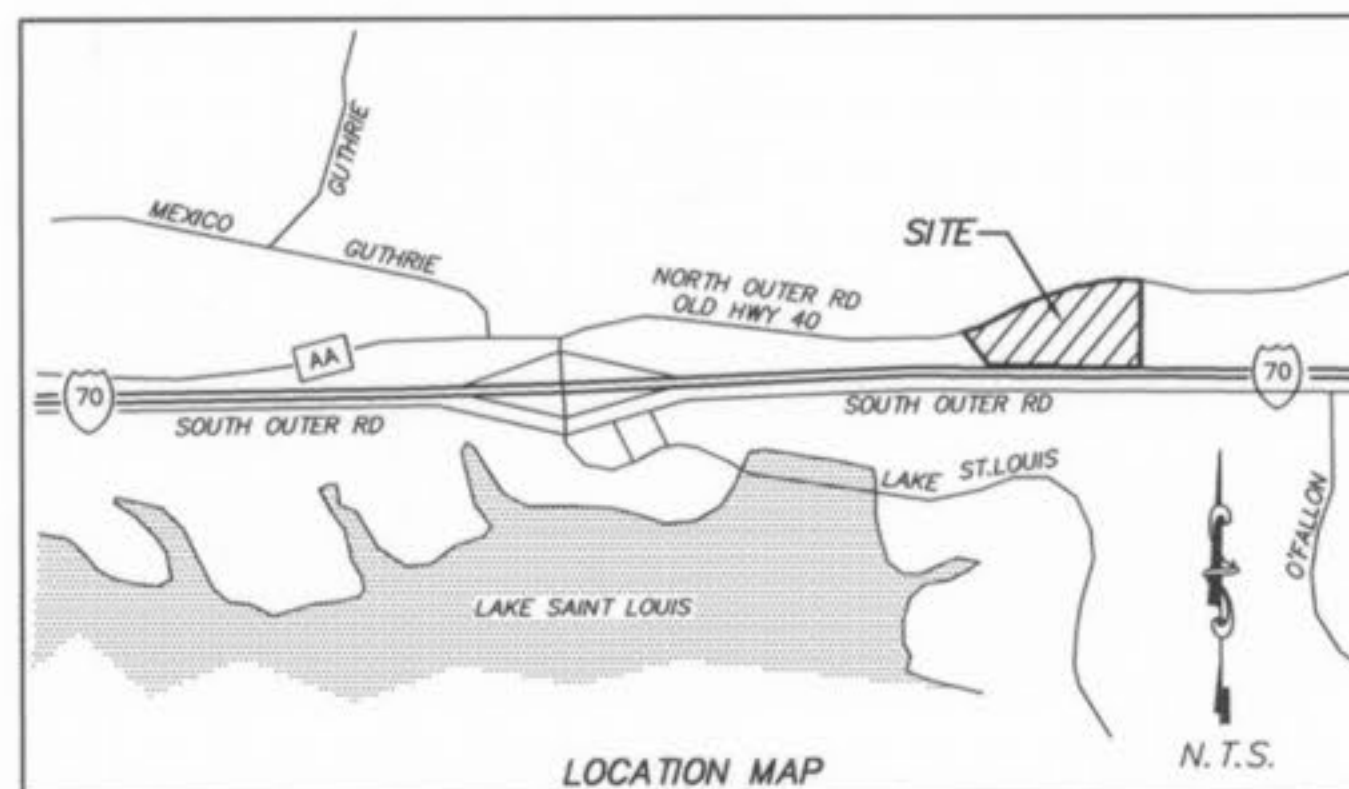 GUTHRIE
MEXICO
GUTHRIE
SITE
NORTH OUTER RD
OLD HWY 40
AA
70
70
SOUTH OUTER RD
SOUTH OUTER RD
LAKE ST.LOUIS
O'FALLON
LAKE SAINT LOUIS
N.T.S.
LOCATION MAP